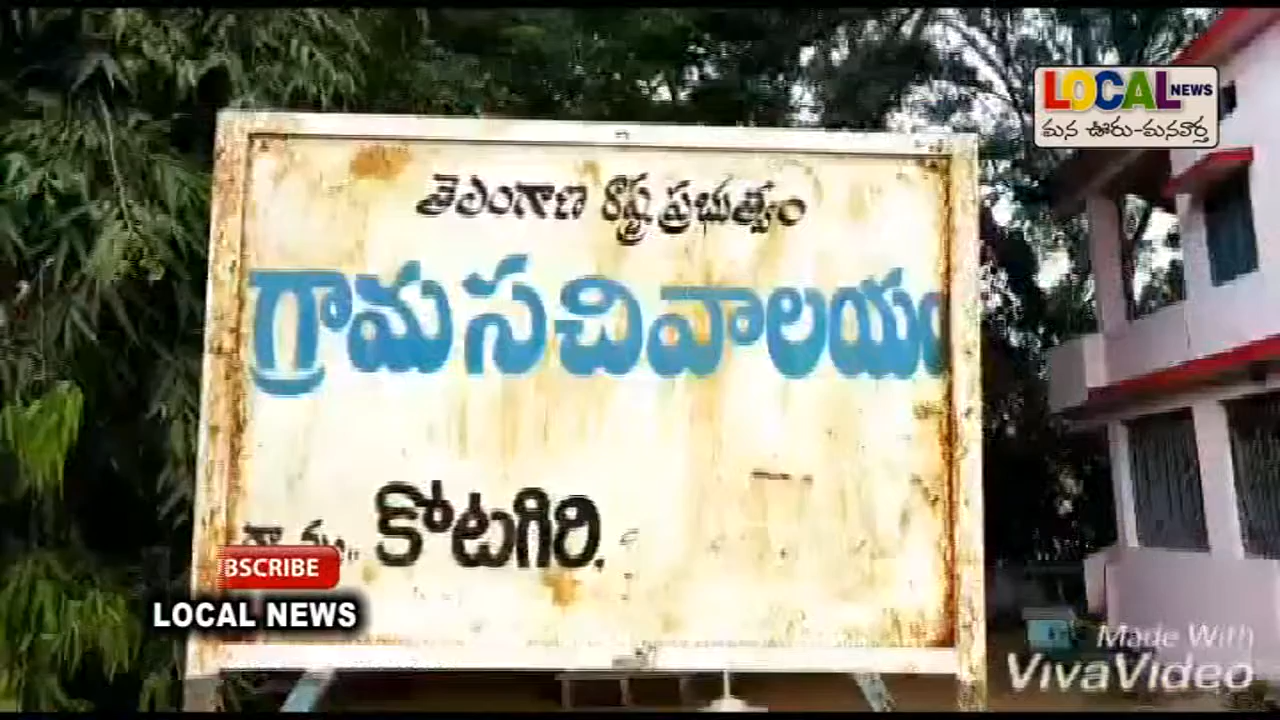 LOCAL NEWS
మన ఊరు-మనవార్త
తెలంగాణ రాష్ట్ర ప్రభుత్వం
గ్రామ సచివాలయం
కోటగిరి.
BSCRIBE
LOCAL NEWS
Made With
VivaVideo